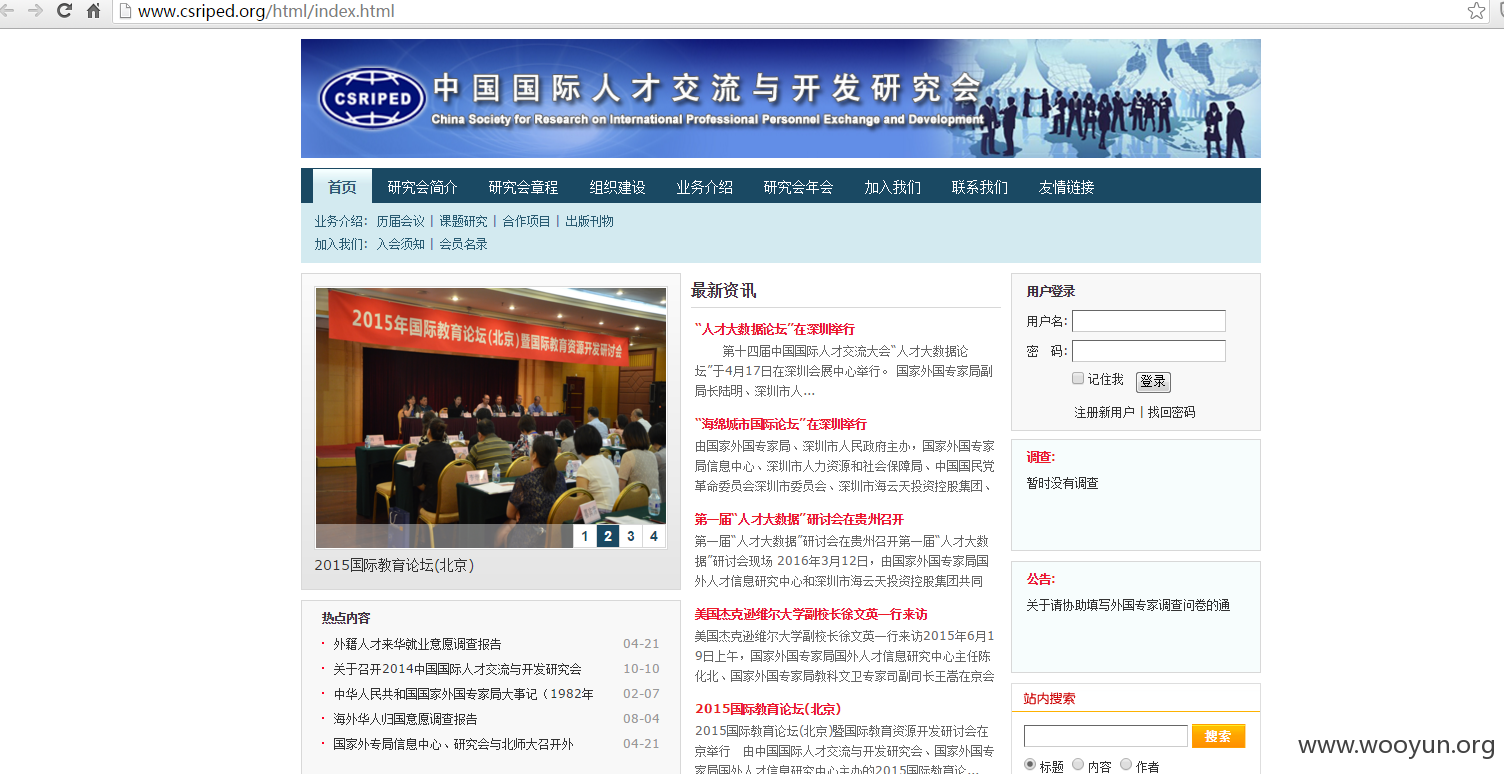 www.csriped.org/html/index.html
CSRIPED
中国国际人才交流与开发研究会
China Society for Research on International Professional Personnel Exchange and Development
首页 研究会简介 研究会章程 组织建设 业务介绍 研究会年会 加入我们 联系我们 友情链接
业务介绍: 历届会议 | 课题研究 | 合作项目 | 出版刊物
加入我们: 入会须知 | 会员名录
2015年国际教育论坛(北京)暨国际教育资源开发研讨会
1 2 3 4
2015国际教育论坛(北京)
热点内容
· 外籍人才来华就业意愿调查报告 04-21
· 关于召开2014中国国际人才交流与开发研究会 10-10
· 中华人民共和国国家外国专家局大事记（1982年 02-07
· 海外华人归国意愿调查报告 08-04
· 国家外专局信息中心、研究会与北师大召开外 04-21
最新资讯
“人才大数据论坛”在深圳举行
第十四届中国国际人才交流大会“人才大数据论
坛”于4月17日在深圳会展中心举行。 国家外国专家局副
局长陆明、深圳市人...
“海绵城市国际论坛”在深圳举行
由国家外国专家局、深圳市人民政府主办，国家外国专家
局信息中心、深圳市人力资源和社会保障局、中国国民党
革命委员会深圳市委员会、深圳市海云天投资控股集团、
第一届“人才大数据”研讨会在贵州召开
第一届“人才大数据”研讨会在贵州召开第一届“人才大数
据”研讨会现场 2016年3月12日，由国家外国专家局国
外人才信息研究中心和深圳市海云天投资控股集团共同
美国杰克逊维尔大学副校长徐文英一行来访
美国杰克逊维尔大学副校长徐文英一行来访2015年6月1
9日上午，国家外国专家局国外人才信息研究中心主任陈
化北、国家外国专家局教科文卫专家司副司长王嵩在京会
2015国际教育论坛(北京)
2015国际教育论坛(北京)暨国际教育资源开发研讨会在
京举行 由中国国际人才交流与开发研究会、国家外国专
家局国外人才信息研究中心主办的2015国际教育论...
用户登录
用户名:
密 码:
记住我 登录
注册新用户 | 找回密码
调查:
暂时没有调查
公告:
关于请协助填写外国专家调查问卷的通
站内搜索
搜索
标题 内容 作者
www.wooyun.org